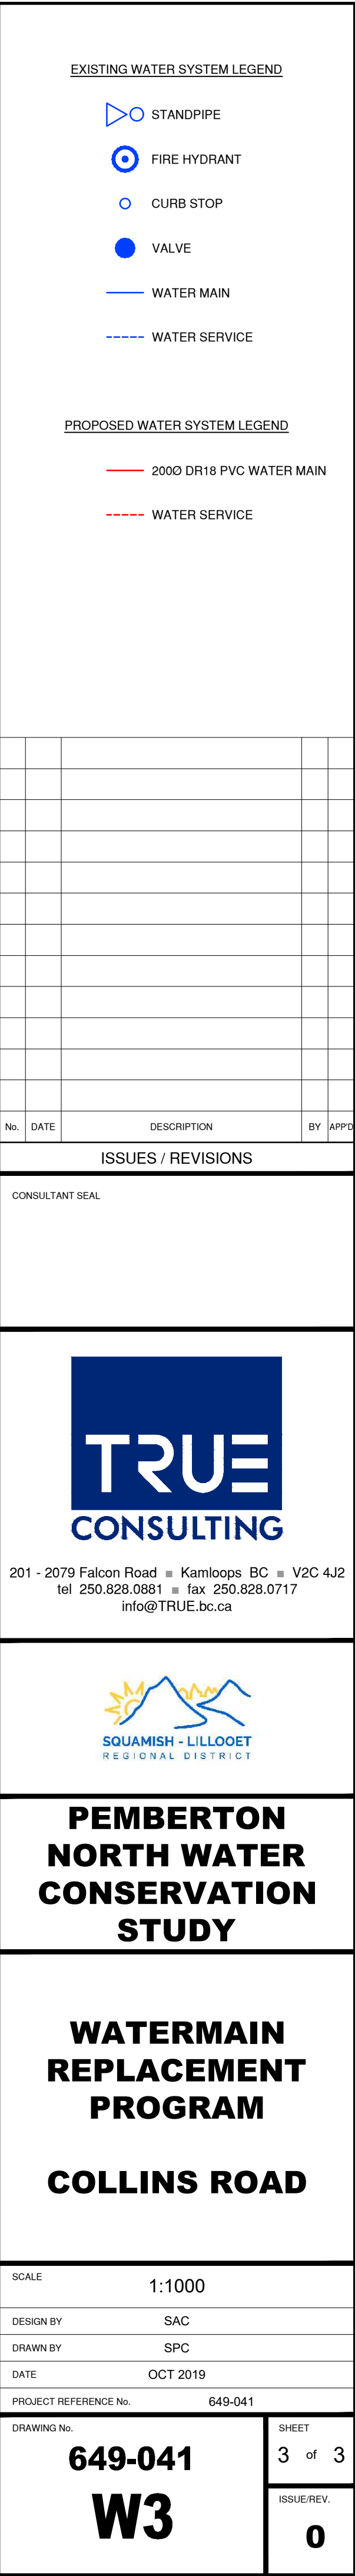 EXISTING WATER SYSTEM LEGEND
STANDPIPE
FIRE HYDRANT
CURB STOP
VALVE
WATER MAIN
WATER SERVICE
PROPOSED WATER SYSTEM LEGEND
200Ø DR18 PVC WATER MAIN
WATER SERVICE
No. DATE DESCRIPTION BY APP'D
ISSUES / REVISIONS
CONSULTANT SEAL
TRUE
CONSULTING
201 - 2079 Falcon Road ■ Kamloops BC ■ V2C 4J2
tel 250.828.0881 ■ fax 250.828.0717
info@TRUE.bc.ca
SQUAMISH - LILLOOET
REGIONAL DISTRICT
PEMBERTON
NORTH WATER
CONSERVATION
STUDY
WATERMAIN
REPLACEMENT
PROGRAM
COLLINS ROAD
SCALE 1:1000
DESIGN BY SAC
DRAWN BY SPC
DATE OCT 2019
PROJECT REFERENCE No. 649-041
DRAWING No.
649-041
W3
SHEET
3 of 3
ISSUE/REV.
0